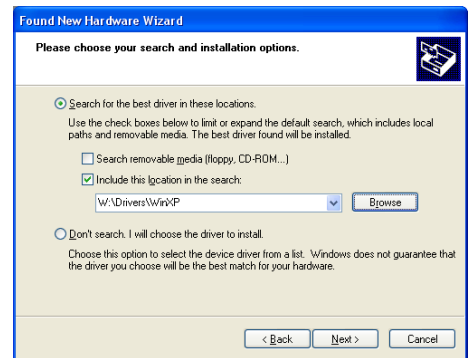 Found New Hardware Wizard
Please choose your search and installation options.
Search for the best driver in these locations.
Use the check boxes below to limit or expand the default search, which includes local
paths and removable media. The best driver found will be installed.
Search removable media (floppy, CD-ROM...)
Include this location in the search:
W:\Drivers\WinXP
Browse
Don't search. I will choose the driver to install.
Choose this option to select the device driver from a list. Windows does not guarantee that
the driver you choose will be the best match for your hardware.
< Back
Next >
Cancel